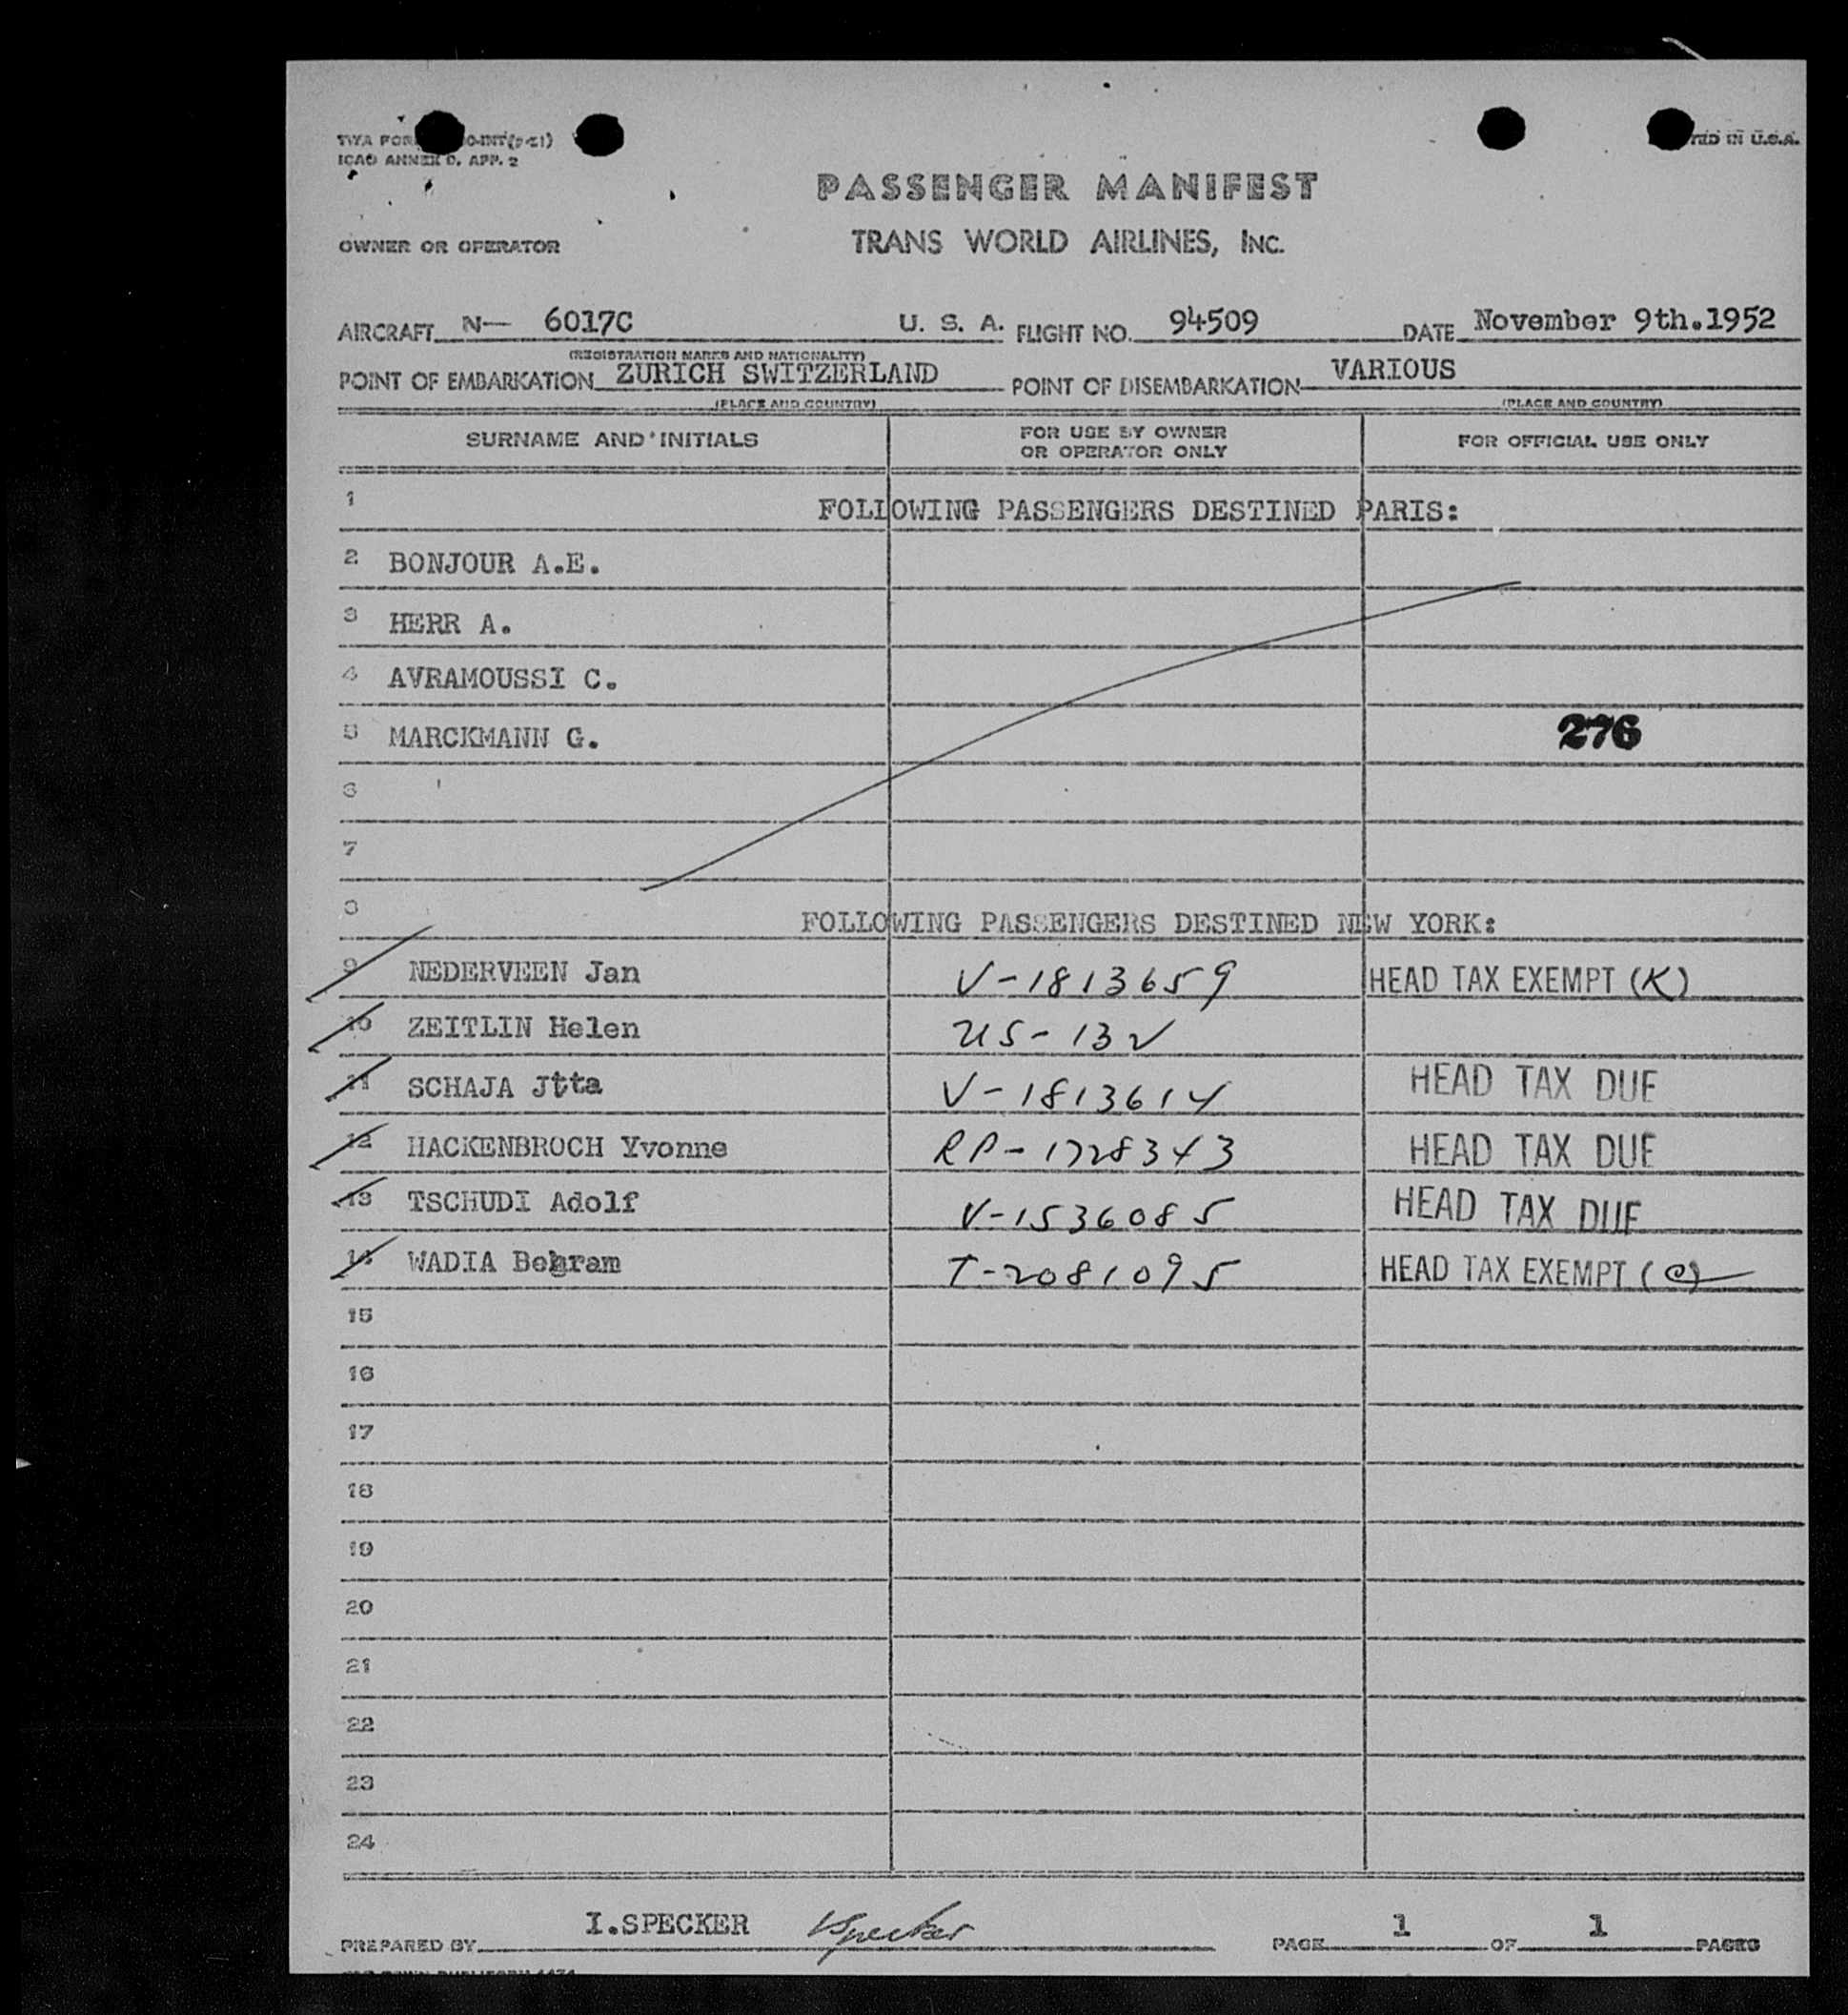 ICAO ANNEX D. APP. 2
PASSENGER MANIFEST
OWNER OR OPERATOR
TRANS WORLD AIRLINES, INC.
AIRCRAFT N— 6017C U. S. A. FLIGHT NO. 94509 DATE November 9th.1952
(REGISTRATION MARKS AND NATIONALITY)
POINT OF EMBARKATION ZURICH SWITZERLAND POINT OF DISEMBARKATION VARIOUS
(PLACE AND COUNTRY) (PLACE AND COUNTRY)
SURNAME AND INITIALS FOR USE BY OWNER OR OPERATOR ONLY FOR OFFICIAL USE ONLY
1 FOLLOWING PASSENGERS DESTINED PARIS:
2 BONJOUR A.E.
3 HERR A.
4 AVRAMOUSSI C.
5 MARCKMANN G. 276
6
7
8 FOLLOWING PASSENGERS DESTINED NEW YORK:
9 NEDERVEEN Jan V-1813659 HEAD TAX EXEMPT (K)
10 ZEITLIN Helen US-132
11 SCHAJA Jtta V-1813614 HEAD TAX DUE
12 HACKENBROCH Yvonne RP-1728343 HEAD TAX DUE
13 TSCHUDI Adolf V-1536085 HEAD TAX DUE
14 WADIA Behram T-2081095 HEAD TAX EXEMPT (C)
15
16
17
18
19
20
21
22
23
24
PREPARED BY I.SPECKER ISpecker PAGE 1 OF 1 PAGES